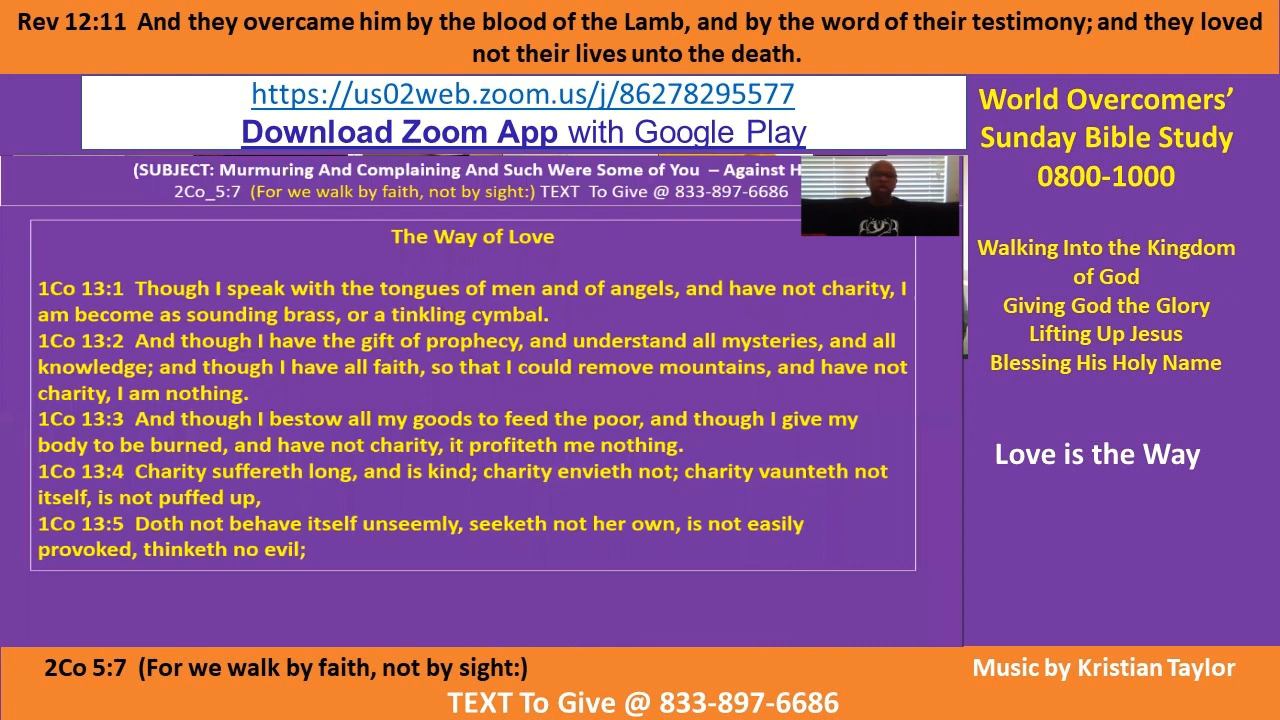 Rev 12:11  And they overcame him by the blood of the Lamb, and by the word of their testimony; and they loved
not their lives unto the death.
https://us02web.zoom.us/j/86278295577
Download Zoom App with Google Play
(SUBJECT: Murmuring And Complaining And Such Were Some of You – Against H
2Co_5:7  (For we walk by faith, not by sight:) TEXT  To Give @ 833-897-6686
The Way of Love
1Co 13:1  Though I speak with the tongues of men and of angels, and have not charity, I
am become as sounding brass, or a tinkling cymbal.
1Co 13:2  And though I have the gift of prophecy, and understand all mysteries, and all
knowledge; and though I have all faith, so that I could remove mountains, and have not
charity, I am nothing.
1Co 13:3  And though I bestow all my goods to feed the poor, and though I give my
body to be burned, and have not charity, it profiteth me nothing.
1Co 13:4  Charity suffereth long, and is kind; charity envieth not; charity vaunteth not
itself, is not puffed up,
1Co 13:5  Doth not behave itself unseemly, seeketh not her own, is not easily
provoked, thinketh no evil;
World Overcomers’
Sunday Bible Study
0800-1000
Walking Into the Kingdom
of God
Giving God the Glory
Lifting Up Jesus
Blessing His Holy Name
Love is the Way
2Co 5:7  (For we walk by faith, not by sight:)
Music by Kristian Taylor
TEXT To Give @ 833-897-6686